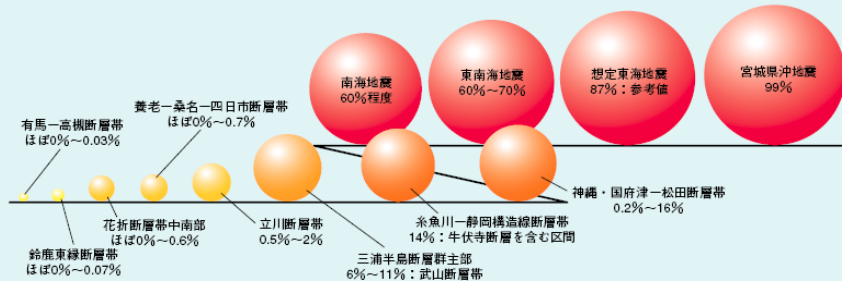 南海地震
60%程度
東南海地震
60%～70%
想定東海地震
87%：参考値
宮城県沖地震
99%
養老ー桑名ー四日市断層帯
ほぼ0%～0.7%
有馬ー高槻断層帯
ほぼ0%～0.03%
神縄・国府津ー松田断層帯
0.2%～16%
花折断層帯中南部
ほぼ0%～0.6%
立川断層帯
0.5%～2%
糸魚川ー静岡構造線断層帯
14%：牛伏寺断層を含む区間
鈴鹿東縁断層帯
ほぼ0%～0.07%
三浦半島断層群主部
6%～11%：武山断層帯